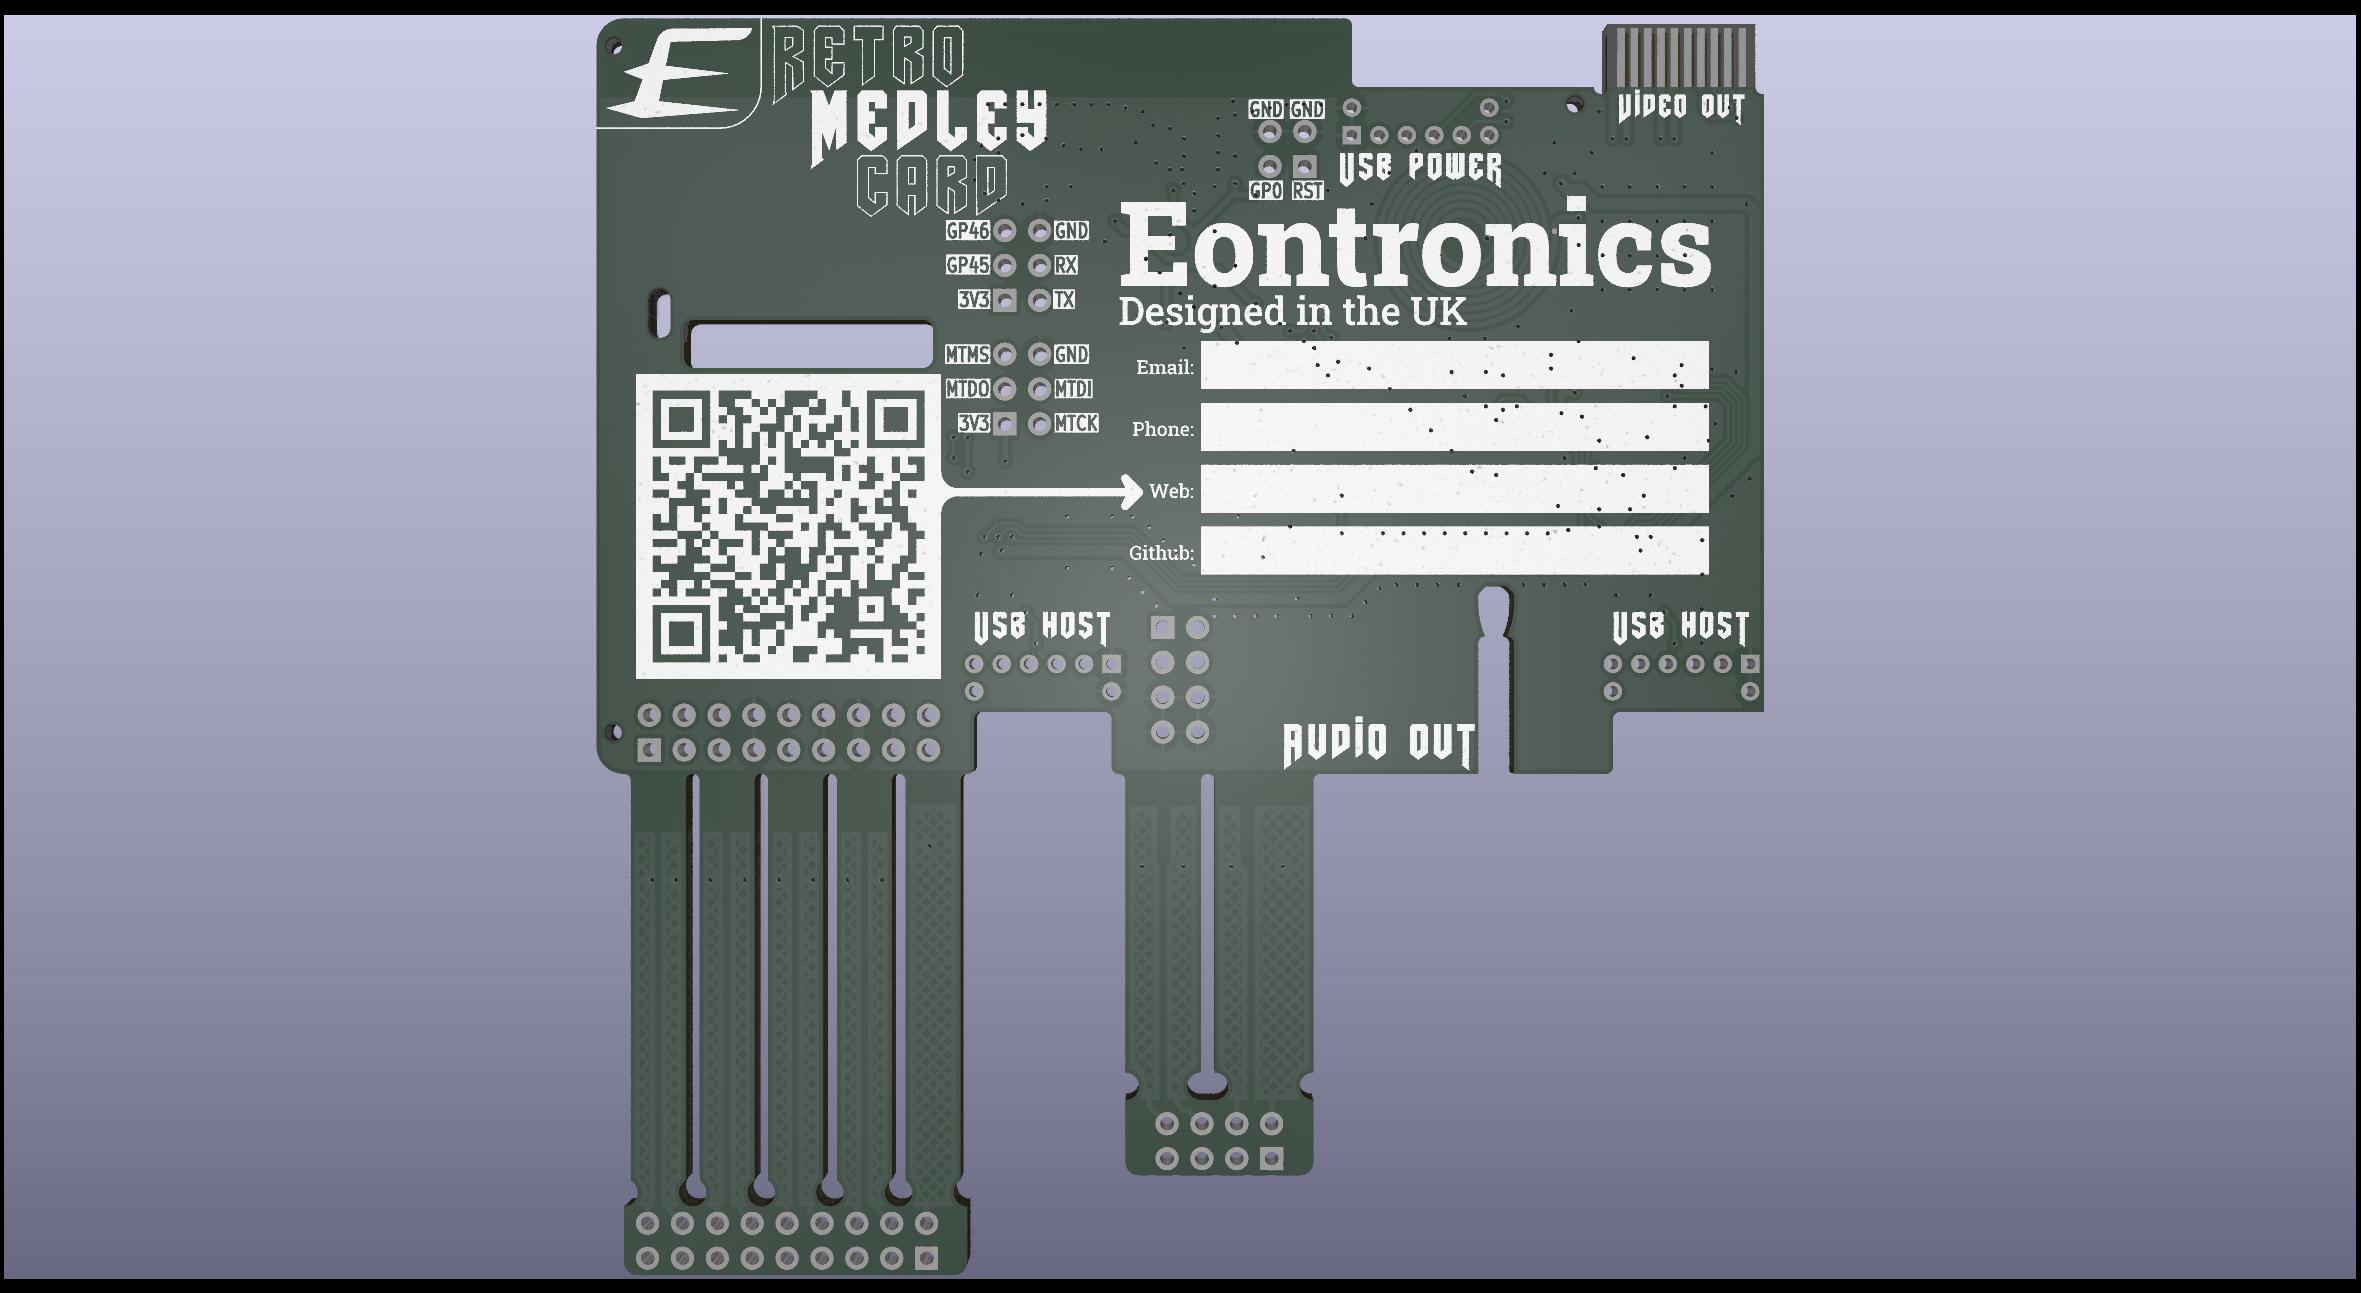 E
RETRO
MEDLEY
CARD
VIDEO OUT
GND GND
GP0 RST
USB POWER
Eontronics
Designed in the UK
GP46 GND
GP45 RX
3V3 TX
MTMS GND
MTDO MTDI
3V3 MTCK
Email:
Phone:
Web:
Github:
USB HOST
USB HOST
AUDIO OUT